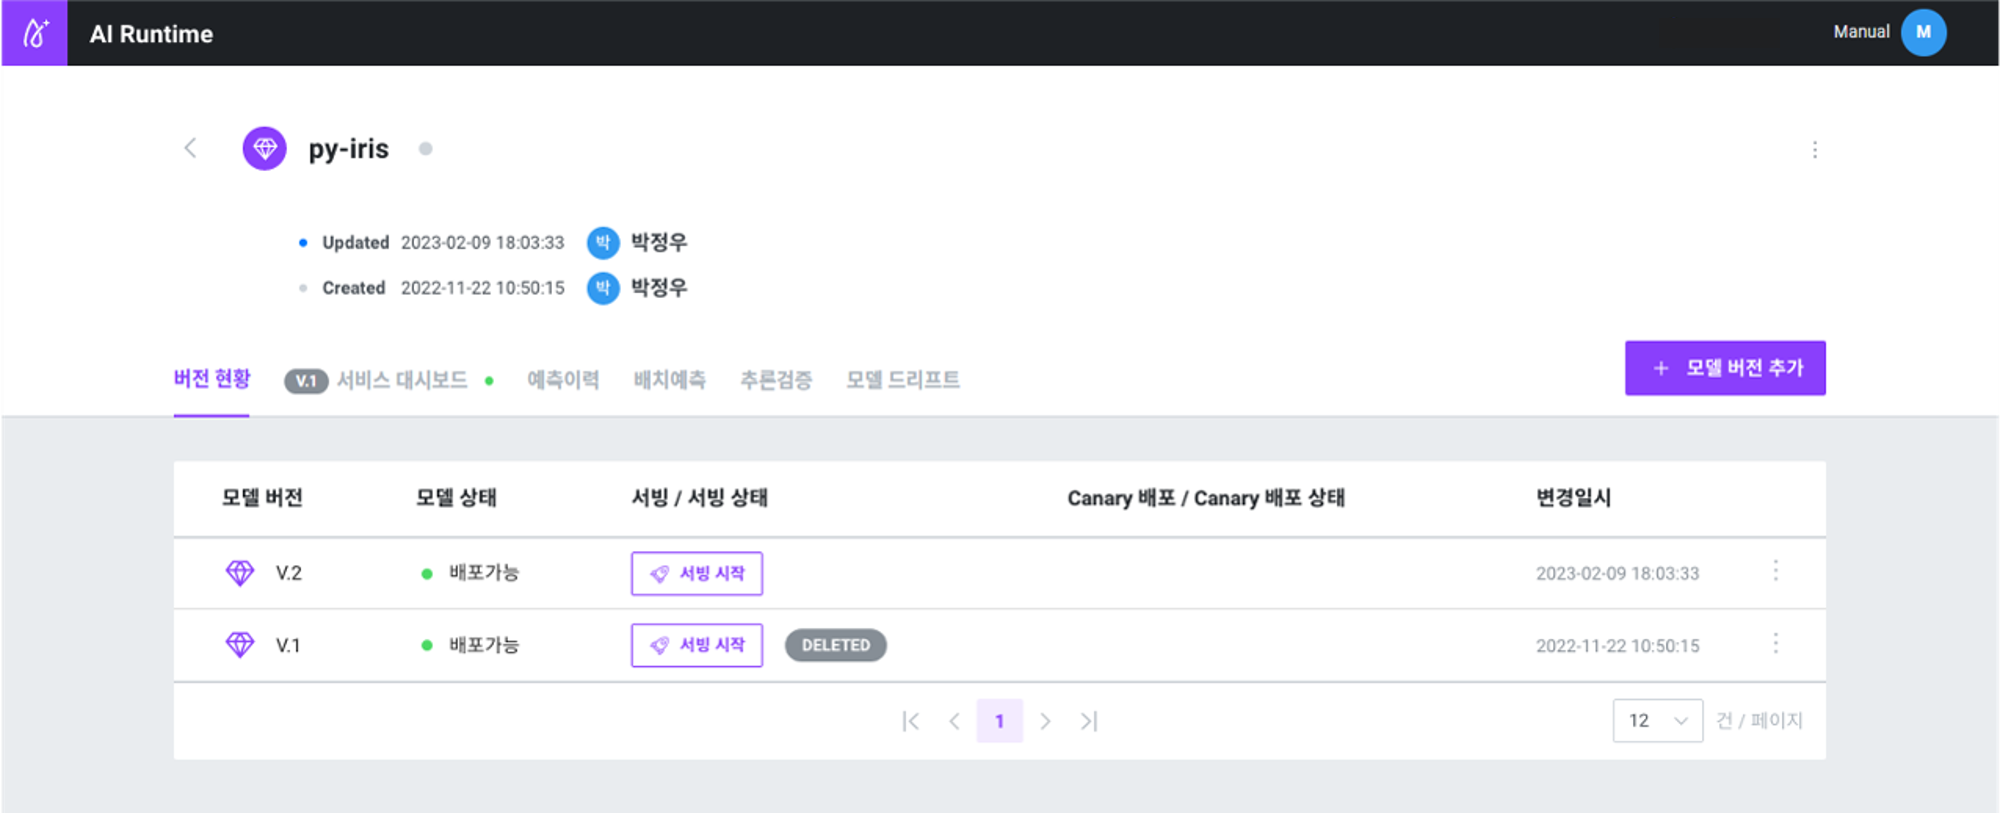 AI Runtime
Manual M
py-iris
Updated 2023-02-09 18:03:33 박 박정우
Created 2022-11-22 10:50:15 박 박정우
버전 현황 V.1 서비스 대시보드 예측이력 배치예측 추론검증 모델 드리프트
+ 모델 버전 추가
모델 버전 모델 상태 서빙 / 서빙 상태 Canary 배포 / Canary 배포 상태 변경일시
V.2 배포가능 서빙 시작 2023-02-09 18:03:33
V.1 배포가능 서빙 시작 DELETED 2022-11-22 10:50:15
1 12 건 / 페이지